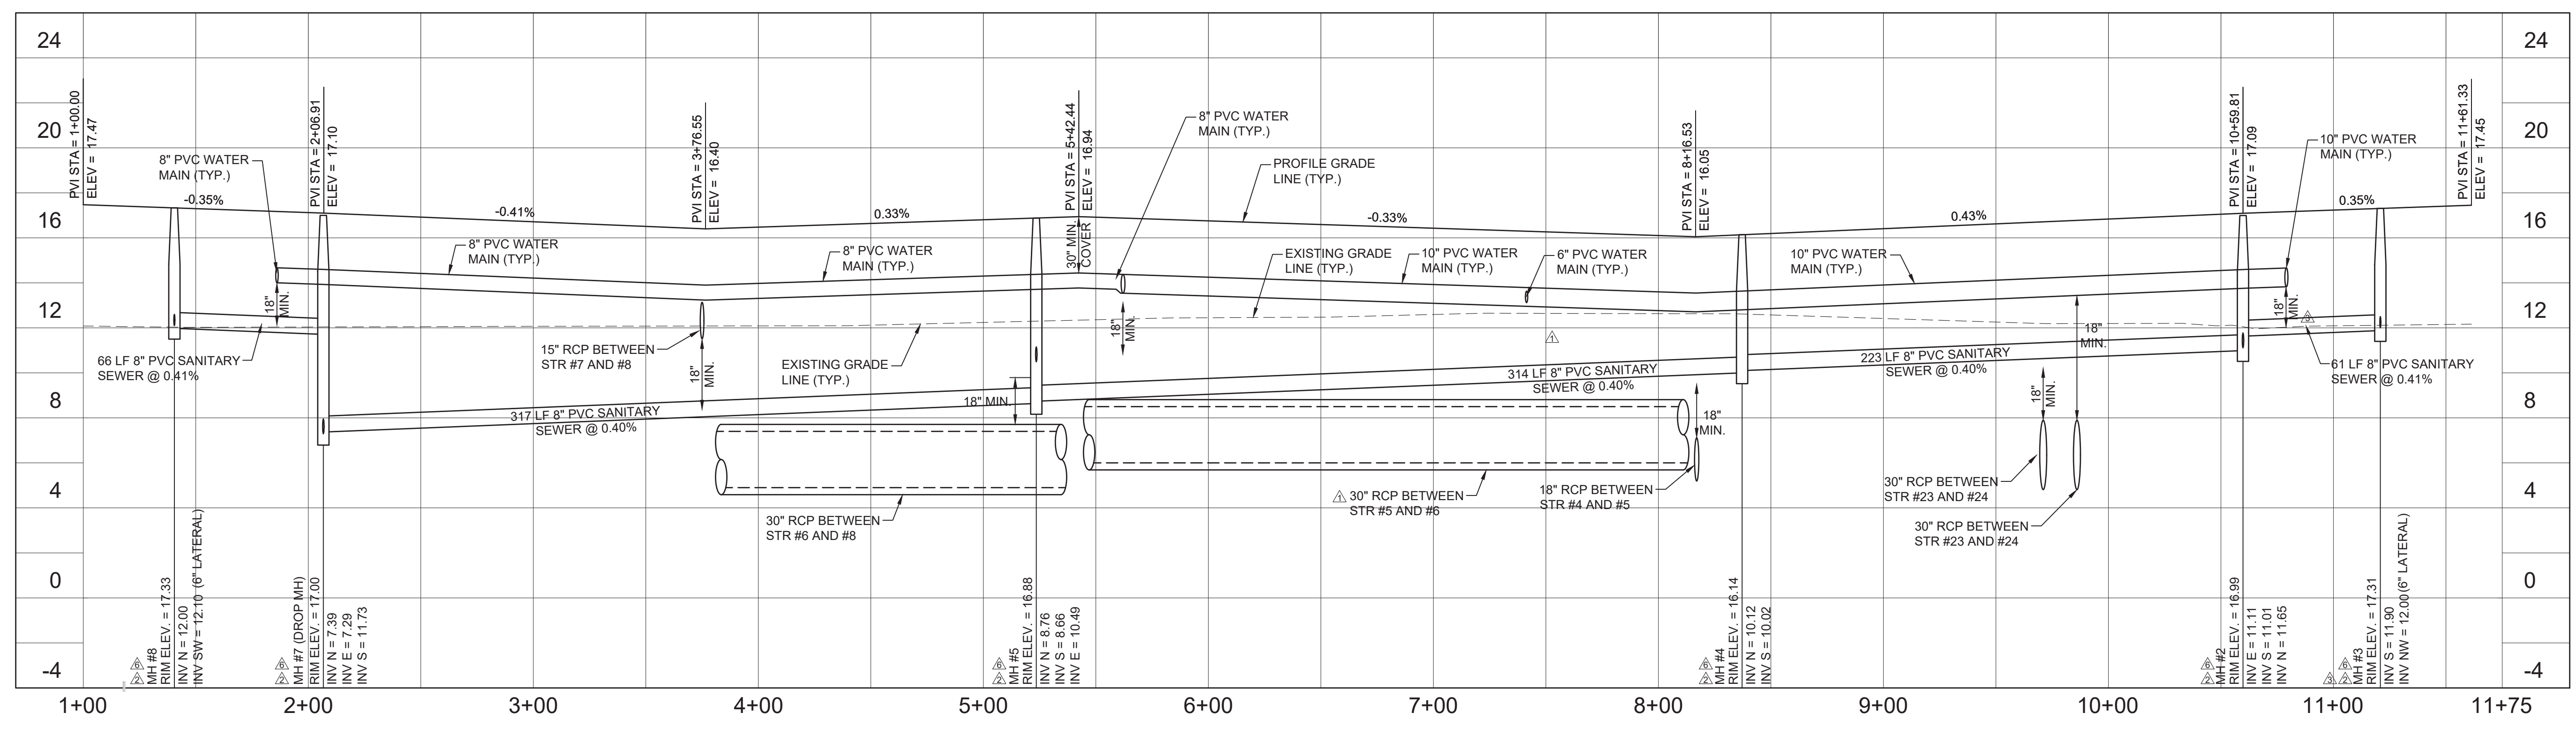 24
20
16
12
8
4
0
-4
24
20
16
12
8
4
0
-4
PVI STA = 1+00.00
ELEV = 17.47
PVI STA = 2+06.91
ELEV = 17.10
PVI STA = 3+76.55
ELEV = 16.40
PVI STA = 5+42.44
ELEV = 16.94
PVI STA = 8+16.53
ELEV = 16.05
PVI STA = 10+59.81
ELEV = 17.09
PVI STA = 11+61.33
ELEV = 17.45
-0.35%
-0.41%
0.33%
-0.33%
0.43%
0.35%
8" PVC WATER
MAIN (TYP.)
8" PVC WATER
MAIN (TYP.)
8" PVC WATER
MAIN (TYP.)
30" MIN.
COVER
8" PVC WATER
MAIN (TYP.)
PROFILE GRADE
LINE (TYP.)
EXISTING GRADE
LINE (TYP.)
10" PVC WATER
MAIN (TYP.)
6" PVC WATER
MAIN (TYP.)
10" PVC WATER
MAIN (TYP.)
10" PVC WATER
MAIN (TYP.)
18"
MIN.
66 LF 8" PVC SANITARY
SEWER @ 0.41%
15" RCP BETWEEN
STR #7 AND #8
18"
MIN.
EXISTING GRADE
LINE (TYP.)
18"
MIN.
1
18"
MIN.
18"
MIN.
3
317 LF 8" PVC SANITARY
SEWER @ 0.40%
18" MIN.
314 LF 8" PVC SANITARY
SEWER @ 0.40%
18"
MIN.
223 LF 8" PVC SANITARY
SEWER @ 0.40%
18"
MIN.
61 LF 8" PVC SANITARY
SEWER @ 0.41%
30" RCP BETWEEN
STR #6 AND #8
1
30" RCP BETWEEN
STR #5 AND #6
18" RCP BETWEEN
STR #4 AND #5
30" RCP BETWEEN
STR #23 AND #24
30" RCP BETWEEN
STR #23 AND #24
6
2
MH #8
RIM ELEV. = 17.33
INV N = 12.00
INV SW = 12.10 (6" LATERAL)
6
2
MH #7 (DROP MH)
RIM ELEV. = 17.00
INV N = 7.39
INV E = 7.29
INV S = 11.73
6
2
MH #5
RIM ELEV. = 16.88
INV N = 8.76
INV S = 8.66
INV E = 10.49
6
2
MH #4
RIM ELEV. = 16.14
INV N = 10.12
INV S = 10.02
6
2
MH #2
RIM ELEV. = 16.99
INV E = 11.11
INV S = 11.01
INV N = 11.65
6
3
2
MH #3
RIM ELEV. = 17.31
INV S = 11.90
INV NW = 12.00 (6" LATERAL)
1+00
2+00
3+00
4+00
5+00
6+00
7+00
8+00
9+00
10+00
11+00
11+75